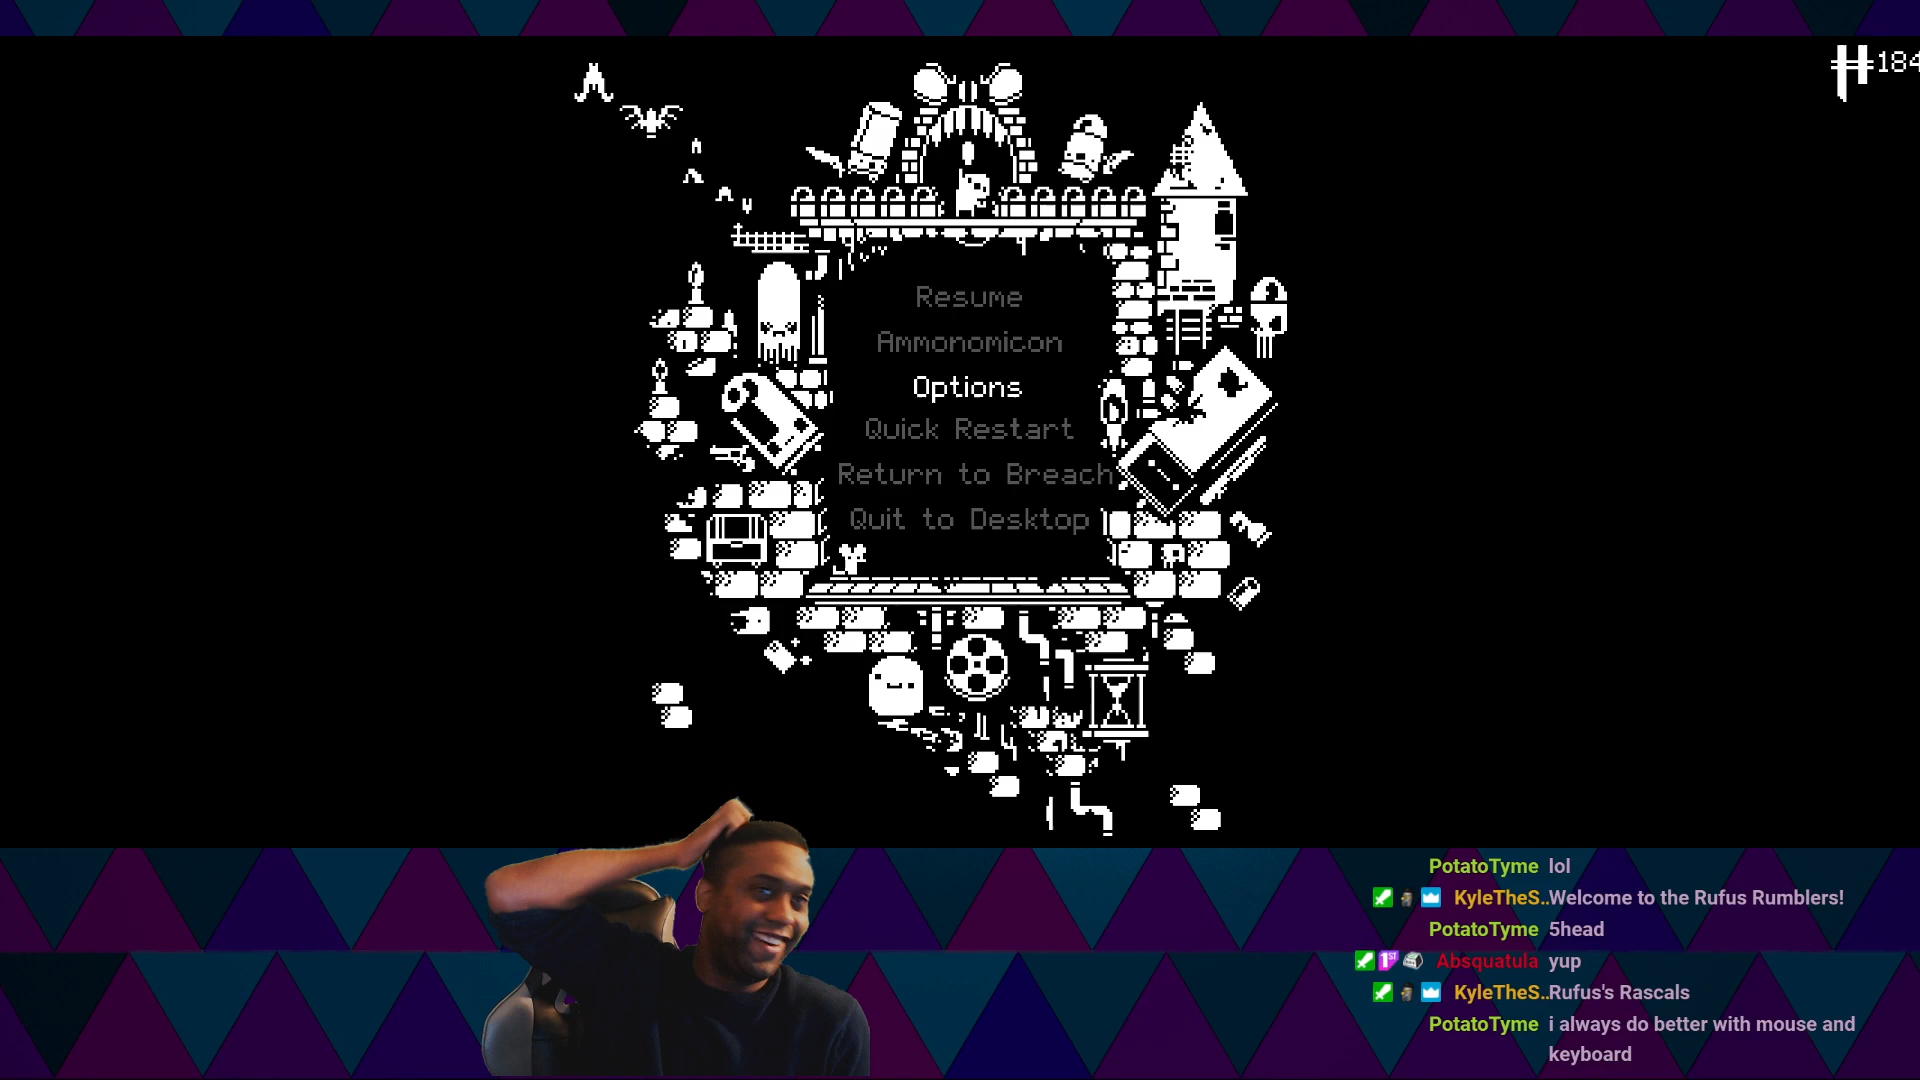 184
Resume
Ammonomicon
Options
Quick Restart
Return to Breach
Quit to Desktop
PotatoTyme lol
KyleTheS.. Welcome to the Rufus Rumblers!
PotatoTyme 5head
1ST Absquatula yup
KyleTheS.. Rufus's Rascals
PotatoTyme i always do better with mouse and
keyboard